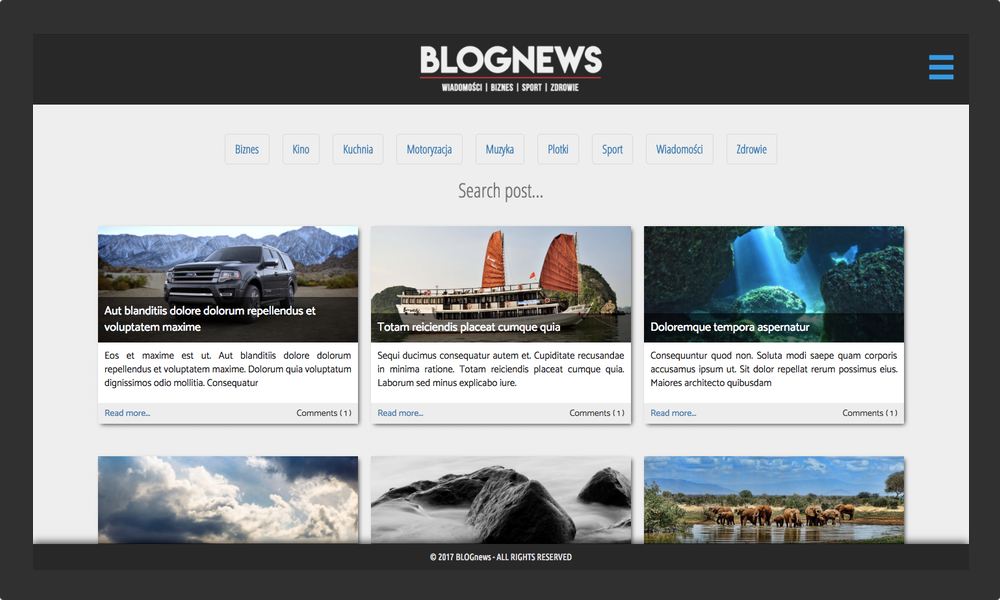 BLOGNEWS
WIADOMOŚCI | BIZNES | SPORT | ZDROWIE
Biznes Kino Kuchnia Motoryzacja Muzyka Plotki Sport Wiadomości Zdrowie
Search post...
Aut blanditiis dolore dolorum repellendus et
voluptatem maxime
Eos et maxime est ut. Aut blanditiis dolore dolorum
repellendus et voluptatem maxime. Dolorum quia voluptatum
dignissimos odio mollitia. Consequatur
Read more...
Comments ( 1 )
Totam reiciendis placeat cumque quia
Sequi ducimus consequatur autem et. Cupiditate recusandae
in minima ratione. Totam reiciendis placeat cumque quia.
Laborum sed minus explicabo iure.
Read more...
Comments ( 1 )
Doloremque tempora aspernatur
Consequuntur quod non. Soluta modi saepe quam corporis
accusamus ipsum ut. Sit dolor repellat rerum possimus eius.
Maiores architecto quibusdam
Read more...
Comments ( 1 )
© 2017 BLOGnews - ALL RIGHTS RESERVED